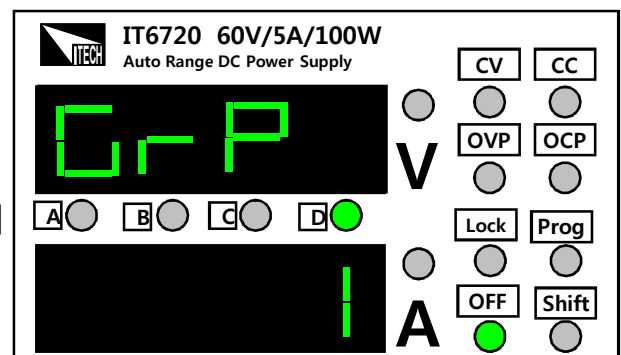 ITECH
IT6720 60V/5A/100W
Auto Range DC Power Supply
CV CC
GrP
V
OVP OCP
A B C D
Lock Prog
1
A
OFF Shift